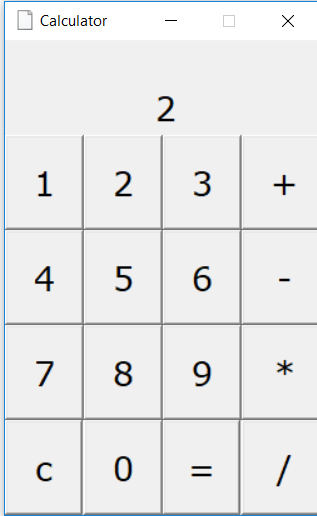 Calculator
2
1 2 3 +
4 5 6 -
7 8 9 *
c 0 = /